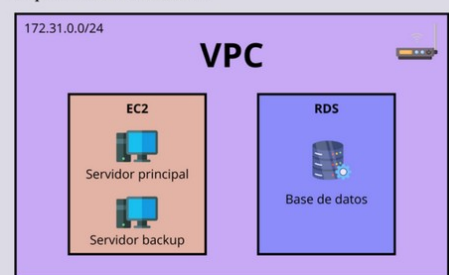 172.31.0.0/24
VPC
EC2
Servidor principal
Servidor backup
RDS
Base de datos